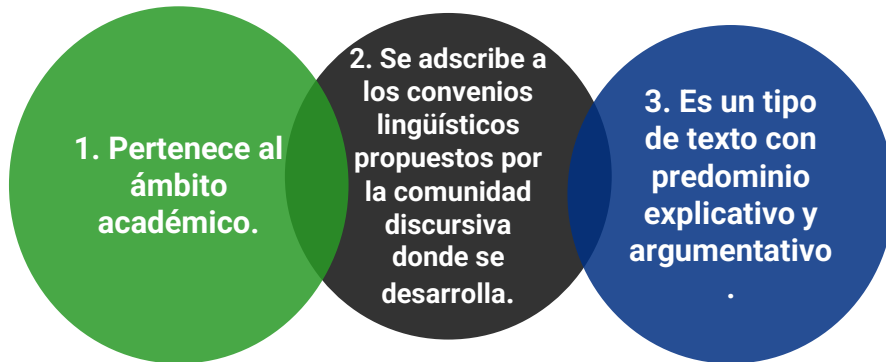 1. Pertenece al
ámbito
académico.
2. Se adscribe a
los convenios
lingüísticos
propuestos por
la comunidad
discursiva
donde se
desarrolla.
3. Es un tipo
de texto con
predominio
explicativo y
argumentativo
.